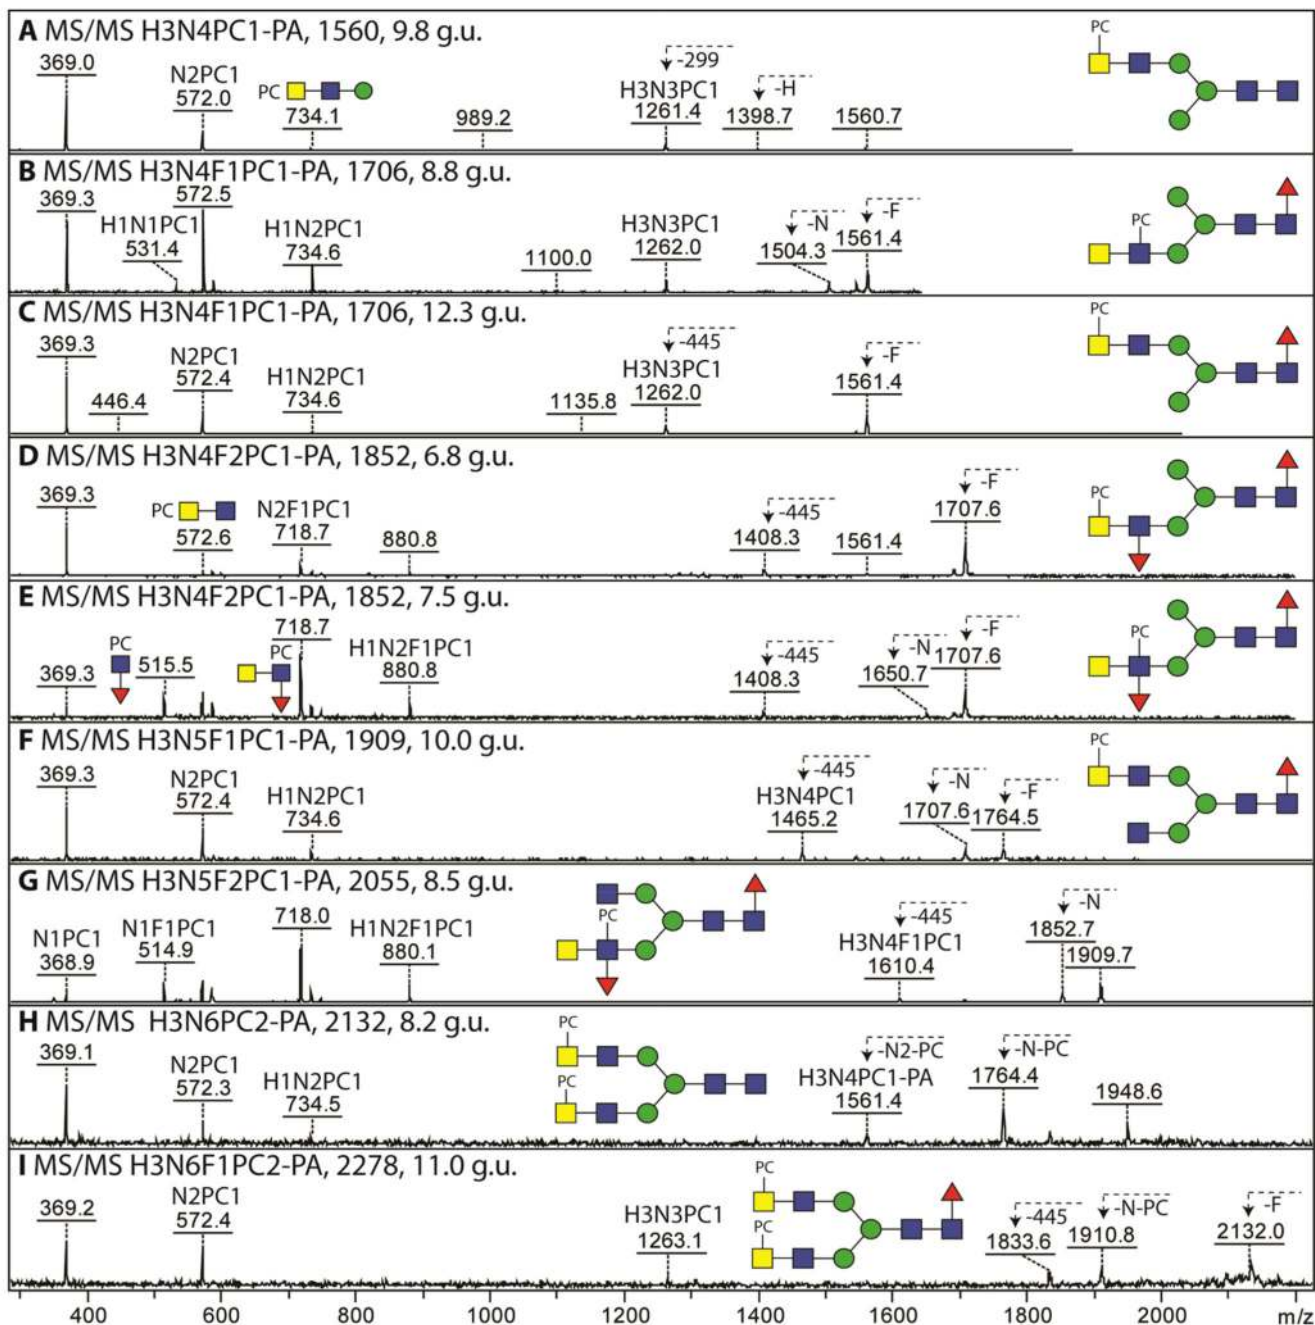 A MS/MS H3N4PC1-PA, 1560, 9.8 g.u.
PC
369.0
N2PC1
572.0
PC
734.1
989.2
-299
H3N3PC1
1261.4
-H
1398.7
1560.7
B MS/MS H3N4F1PC1-PA, 1706, 8.8 g.u.
369.3
H1N1PC1
531.4
572.5
H1N2PC1
734.6
1100.0
H3N3PC1
1262.0
-N
1504.3
-F
1561.4
PC
C MS/MS H3N4F1PC1-PA, 1706, 12.3 g.u.
369.3
446.4
N2PC1
572.4
H1N2PC1
734.6
1135.8
-445
H3N3PC1
1262.0
-F
1561.4
PC
D MS/MS H3N4F2PC1-PA, 1852, 6.8 g.u.
369.3
PC
572.6
N2F1PC1
718.7
880.8
-445
1408.3
1561.4
-F
1707.6
PC
E MS/MS H3N4F2PC1-PA, 1852, 7.5 g.u.
369.3
PC
515.5
PC
718.7
H1N2F1PC1
880.8
-445
1408.3
-N
1650.7
-F
1707.6
PC
F MS/MS H3N5F1PC1-PA, 1909, 10.0 g.u.
369.3
N2PC1
572.4
H1N2PC1
734.6
-445
H3N4PC1
1465.2
-N
1707.6
-F
1764.5
PC
G MS/MS H3N5F2PC1-PA, 2055, 8.5 g.u.
N1PC1
368.9
N1F1PC1
514.9
718.0
H1N2F1PC1
880.1
PC
-445
H3N4F1PC1
1610.4
-N
1852.7
1909.7
H MS/MS H3N6PC2-PA, 2132, 8.2 g.u.
369.1
N2PC1
572.3
H1N2PC1
734.5
PC
PC
-N2-PC
H3N4PC1-PA
1561.4
-N-PC
1764.4
1948.6
I MS/MS H3N6F1PC2-PA, 2278, 11.0 g.u.
369.2
N2PC1
572.4
H3N3PC1
1263.1
PC
PC
-445
1833.6
-N-PC
1910.8
-F
2132.0
400 600 800 1000 1200 1400 1600 1800 2000 m/z